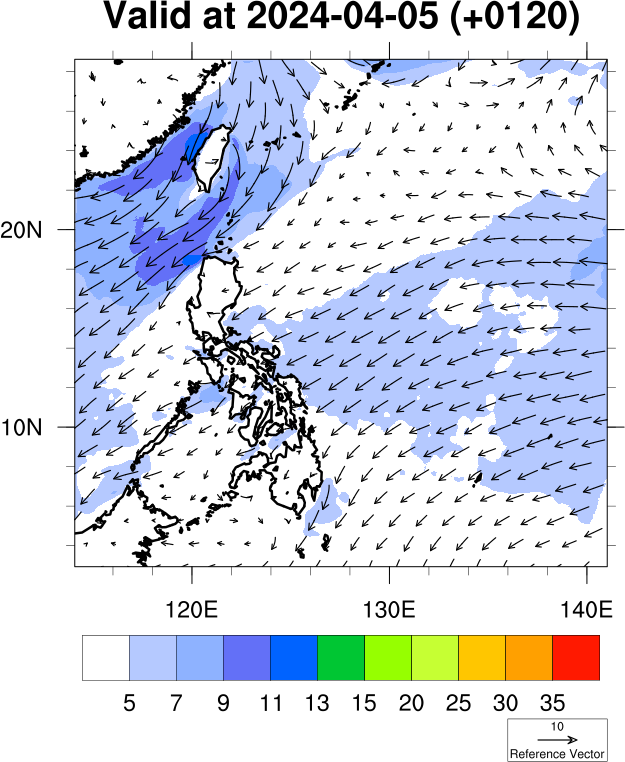 Valid at 2024-04-05 (+0120)
20N
10N
120E 130E 140E
5 7 9 11 13 15 20 25 30 35
10
Reference Vector